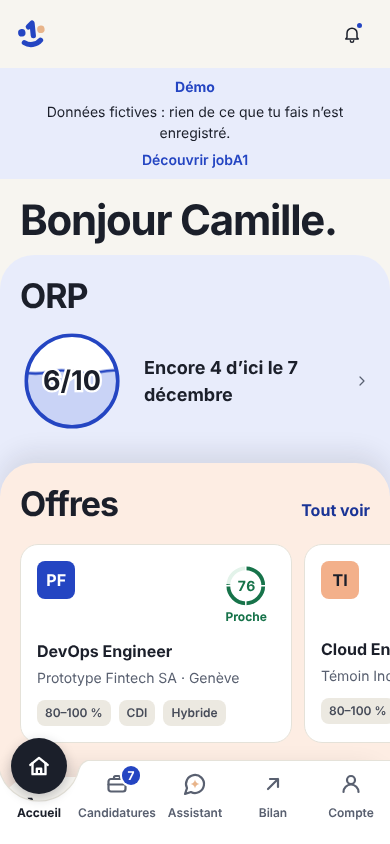 Démo
Données fictives : rien de ce que tu fais n’est
enregistré.
Découvrir jobA1
Bonjour Camille.
ORP
6/10
Encore 4 d’ici le 7
décembre
Offres
Tout voir
PF
76
Proche
DevOps Engineer
Prototype Fintech SA · Genève
80–100 %
CDI
Hybride
TI
Cloud En
Témoin Inc
80–100 %
7
Accueil
Candidatures
Assistant
Bilan
Compte